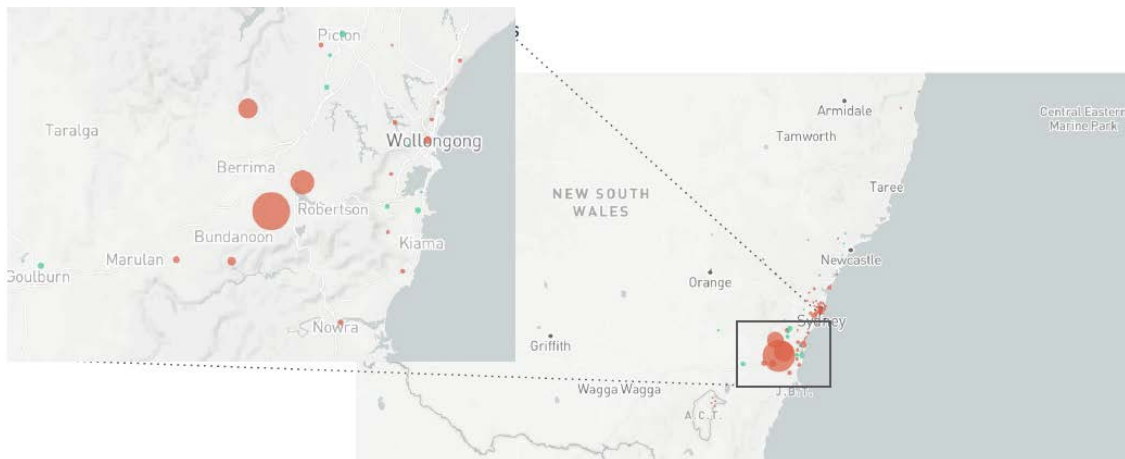 Picton
Taralga
Wollongong
Berrima
Robertson
Bundanoon
Kiama
Marulan
Goulburn
Nowra
s
Armidale
Central Eastern
Marine Park
Tamworth
Taree
NEW SOUTH
WALES
Newcastle
Orange
Sydney
Griffith
Wagga Wagga
J.B.T.
A.C.T.